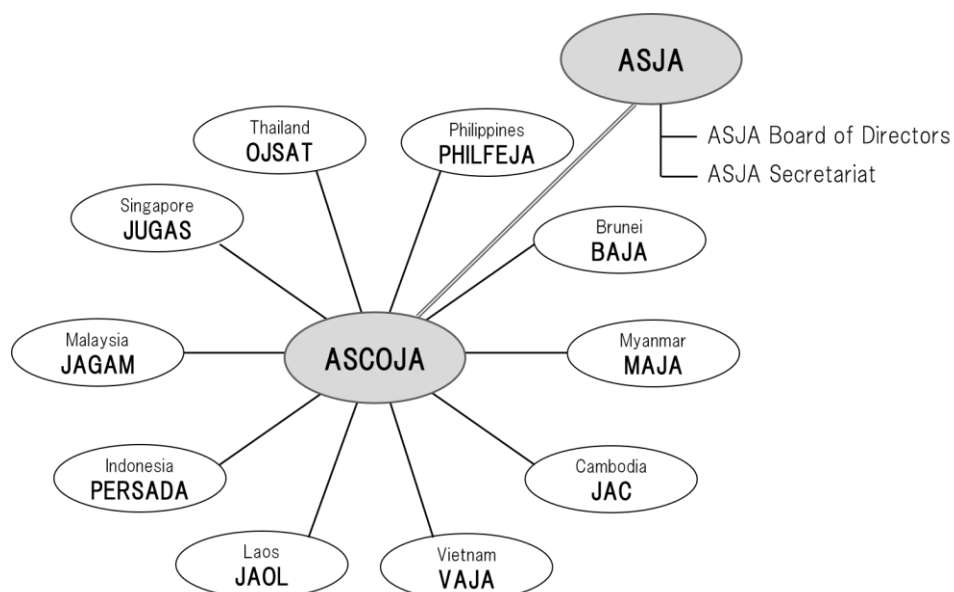 ASJA
ASJA Board of Directors
ASJA Secretariat
Thailand
OJSAT
Philippines
PHILFEJA
Singapore
JUGAS
Brunei
BAJA
Malaysia
JAGAM
ASCOJA
Myanmar
MAJA
Indonesia
PERSADA
Cambodia
JAC
Laos
JAOL
Vietnam
VAJA